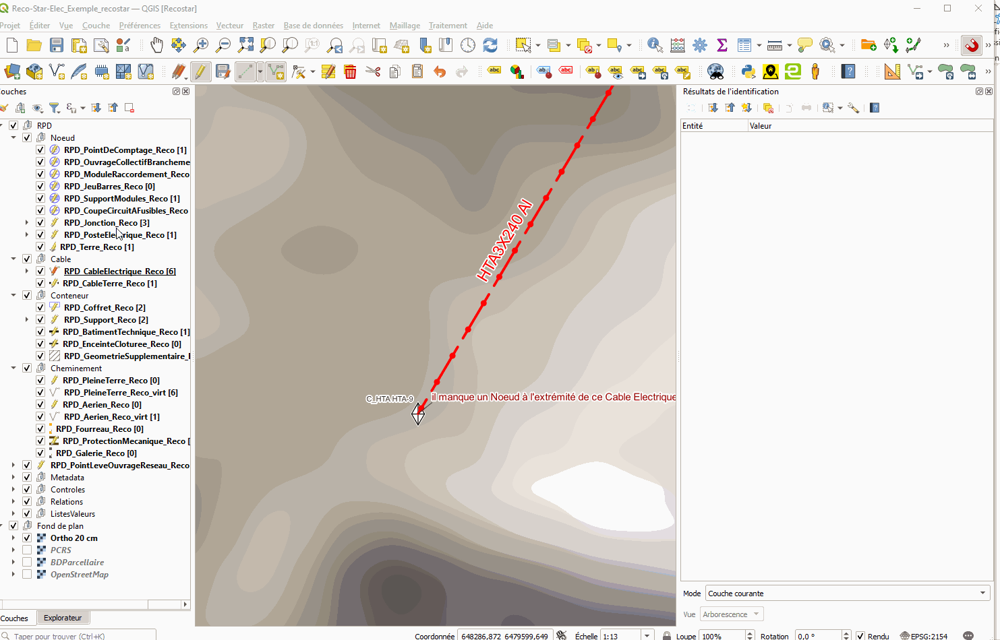 Reco-Star-Elec_Exemple_recostar — QGIS [Recostar]
Projet Éditer Vue Couche Préférences Extensions Vecteur Raster Base de données Internet Maillage Traitement Aide
Couches
RPD
Noeud
RPD_PointDeComptage_Reco [1]
RPD_OuvrageCollectifBrancheme
RPD_ModuleRaccordement_Reco
RPD_JeuBarres_Reco [0]
RPD_SupportModules_Reco [1]
RPD_CoupeCircuitAFusibles_Reco
RPD_Jonction_Reco [3]
RPD_PosteElectrique_Reco [1]
RPD_Terre_Reco [1]
Cable
RPD_CableElectrique_Reco [6]
RPD_CableTerre_Reco [1]
Conteneur
RPD_Coffret_Reco [2]
RPD_Support_Reco [2]
RPD_BatimentTechnique_Reco [1]
RPD_EnceinteCloturee_Reco [0]
RPD_GeometrieSupplementaire_
Cheminement
RPD_PleineTerre_Reco [0]
RPD_PleineTerre_Reco_virt [6]
RPD_Aerien_Reco [0]
RPD_Aerien_Reco_virt [1]
RPD_Fourreau_Reco [0]
RPD_ProtectionMecanique_Reco [
RPD_Galerie_Reco [0]
RPD_PointLeveOuvrageReseau_Reco
Metadata
Controles
Relations
ListesValeurs
Fond de plan
Ortho 20 cm
PCRS
BDParcellaire
OpenStreetMap
Couches Explorateur
HTA3X240 Al
C_HTA HTA-9
il manque un Noeud à l'extrémité de ce Cable Electrique
Résultats de l'identification
Entité Valeur
Mode Couche courante
Vue Arborescence
Taper pour trouver (Ctrl+K)
Coordonnée 648286,872 6479599,649 Échelle 1:13 Loupe 100% Rotation 0,0 ° Rendu EPSG:2154